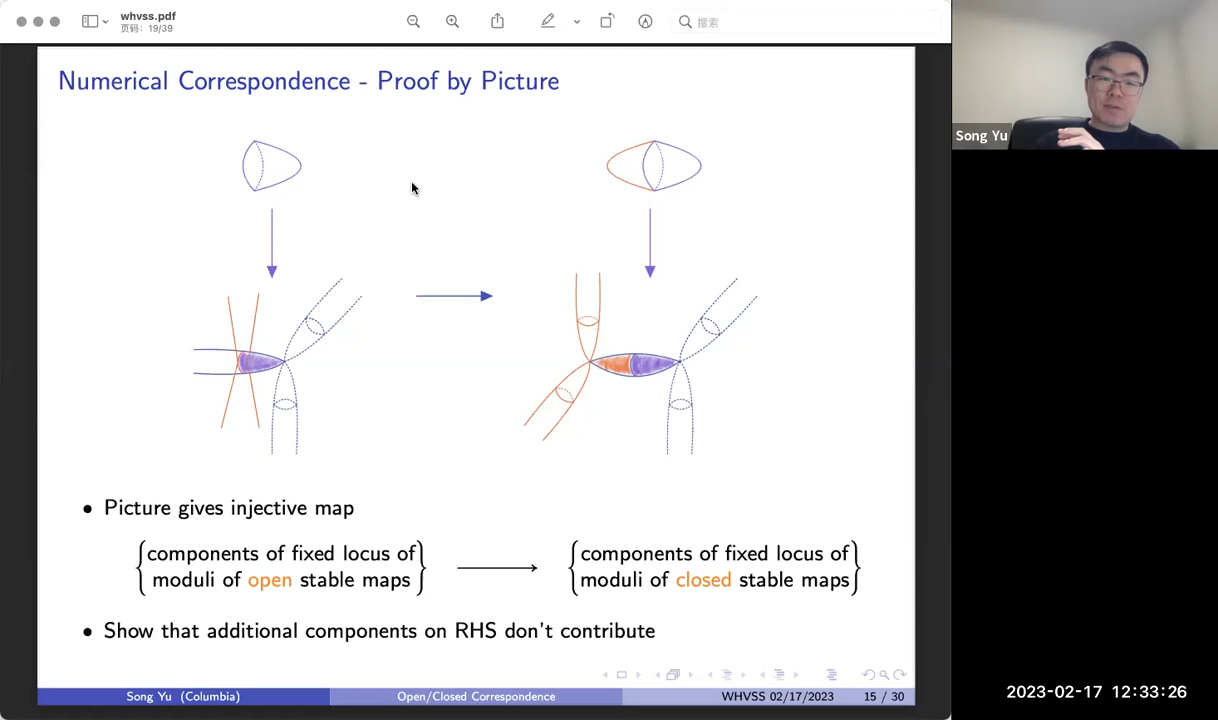 whvss.pdf
页码：19/39
搜索
Numerical Correspondence - Proof by Picture
Song Yu
• Picture gives injective map
{components of fixed locus of
moduli of open stable maps}
{components of fixed locus of
moduli of closed stable maps}
• Show that additional components on RHS don't contribute
Song Yu (Columbia)
Open/Closed Correspondence
WHVSS 02/17/2023
15 / 30
2023-02-17 12:33:26